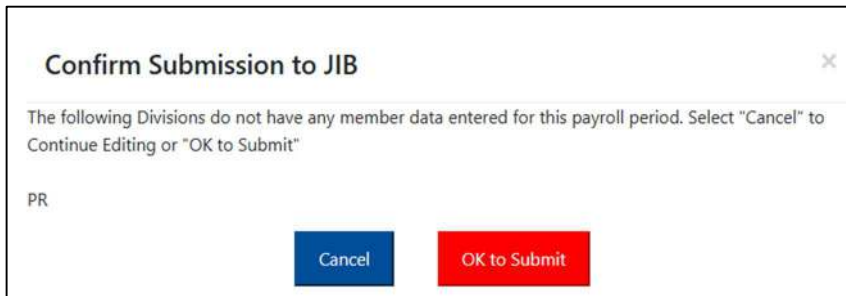 Confirm Submission to JIB
×
The following Divisions do not have any member data entered for this payroll period. Select "Cancel" to
Continue Editing or "OK to Submit"
PR
Cancel
OK to Submit